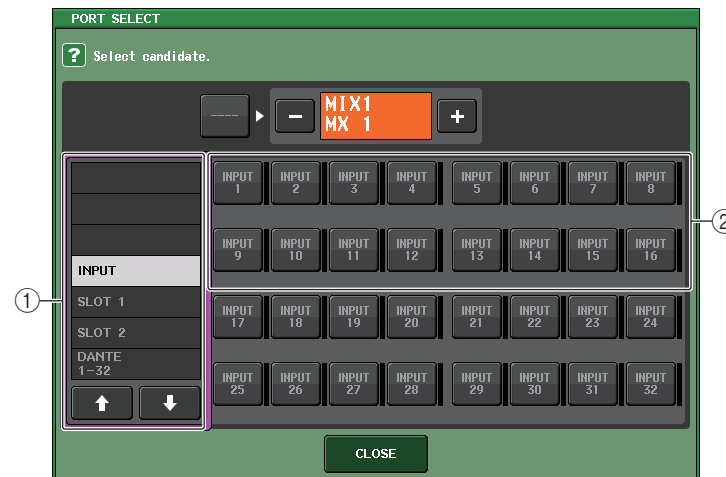 PORT SELECT
? Select candidate.
---- − MIX1 +
MX 1
INPUT 1 INPUT 2 INPUT 3 INPUT 4 INPUT 5 INPUT 6 INPUT 7 INPUT 8
2
INPUT 9 INPUT 10 INPUT 11 INPUT 12 INPUT 13 INPUT 14 INPUT 15 INPUT 16
INPUT
1
SLOT 1
SLOT 2
DANTE
1-32
INPUT 17 INPUT 18 INPUT 19 INPUT 20 INPUT 21 INPUT 22 INPUT 23 INPUT 24
INPUT 25 INPUT 26 INPUT 27 INPUT 28 INPUT 29 INPUT 30 INPUT 31 INPUT 32
CLOSE